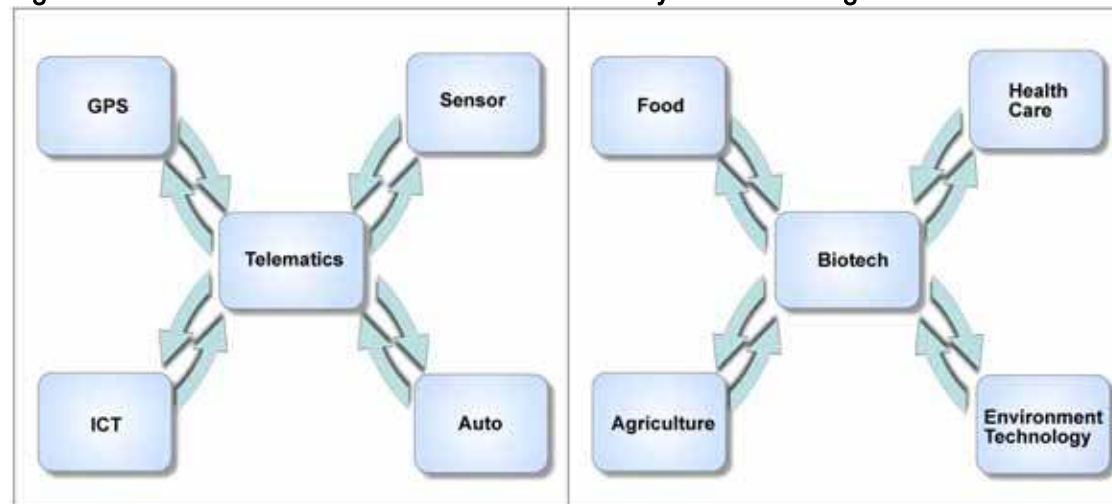 GPS
Sensor
Telematics
ICT
Auto
Food
Health
Care
Biotech
Agriculture
Environment
Technology